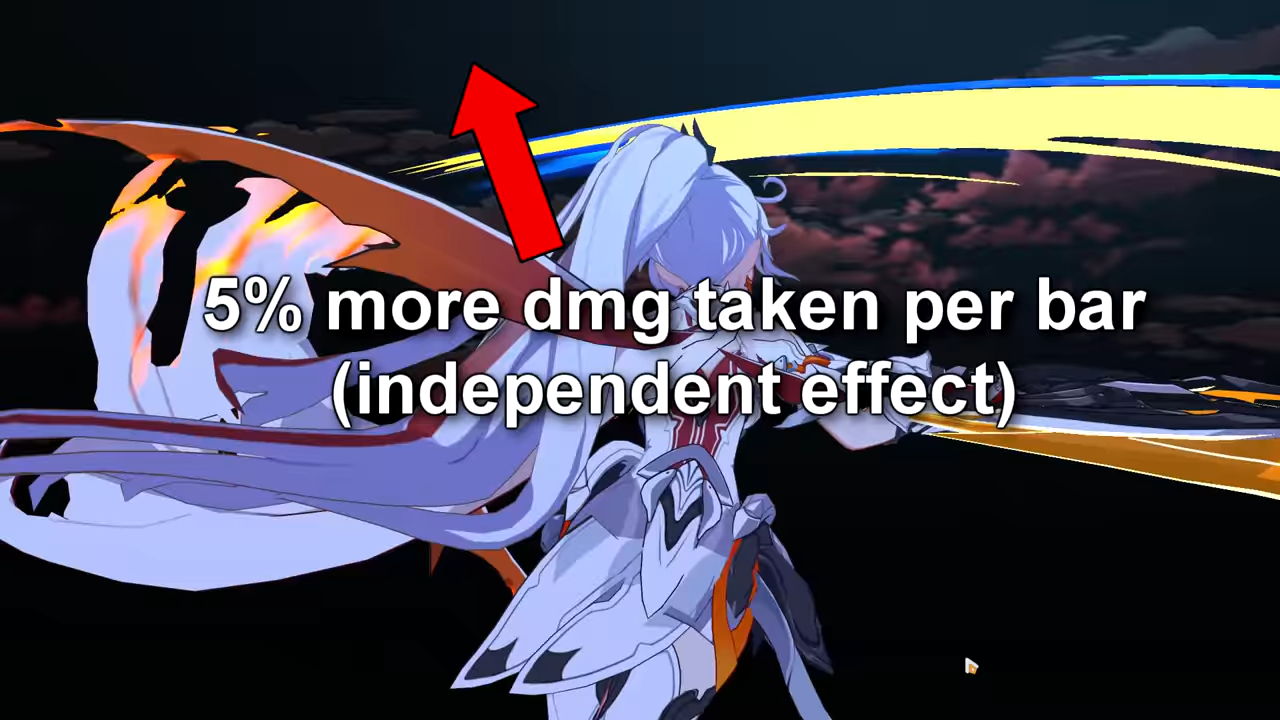 5% more dmg taken per bar
(independent effect)